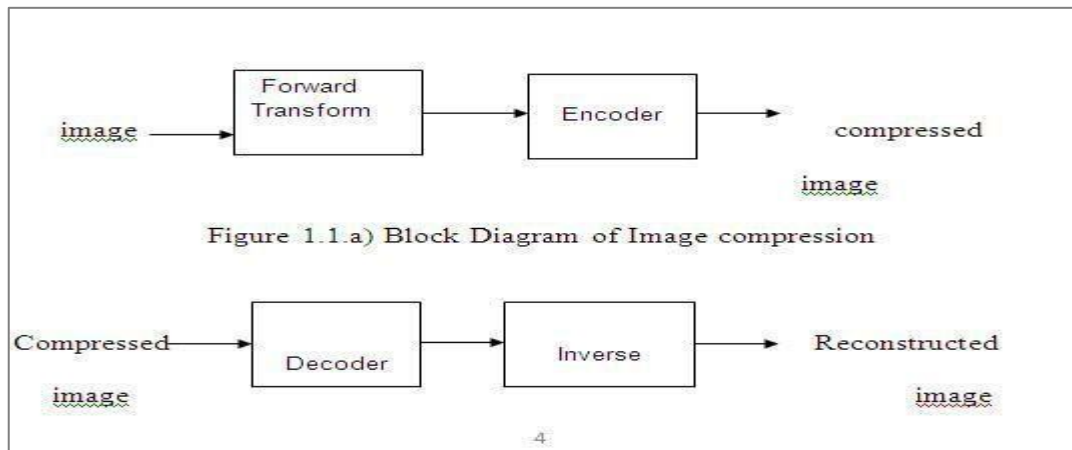 Forward
Transform
Encoder
image
compressed
image
Figure 1.1.a) Block Diagram of Image compression
Compressed
image
Decoder
Inverse
Reconstructed
image
4